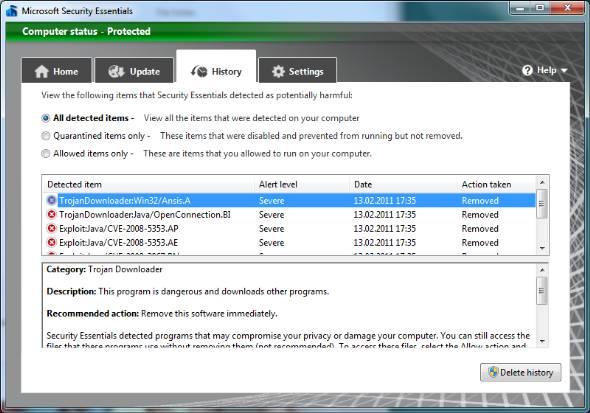 Microsoft Security Essentials
Computer status - Protected
Home Update History Settings Help
View the following items that Security Essentials detected as potentially harmful:
All detected items - View all the items that were detected on your computer
Quarantined items only - These items that were disabled and prevented from running but not removed.
Allowed items only - These are items that you allowed to run on your computer.
Detected item Alert level Date Action taken
TrojanDownloader:Win32/Ansis.A Severe 13.02.2011 17:35 Removed
TrojanDownloader:Java/OpenConnection.BI Severe 13.02.2011 17:35 Removed
Exploit:Java/CVE-2008-5353.AP Severe 13.02.2011 17:35 Removed
Exploit:Java/CVE-2008-5353.AE Severe 13.02.2011 17:35 Removed
Severe 13.02.2011 17:35 Removed
Category: Trojan Downloader
Description: This program is dangerous and downloads other programs.
Recommended action: Remove this software immediately.
Security Essentials detected programs that may compromise your privacy or damage your computer. You can still access the
files that these programs use without removing them (not recommended). To access these files, select the Allow action and
Delete history